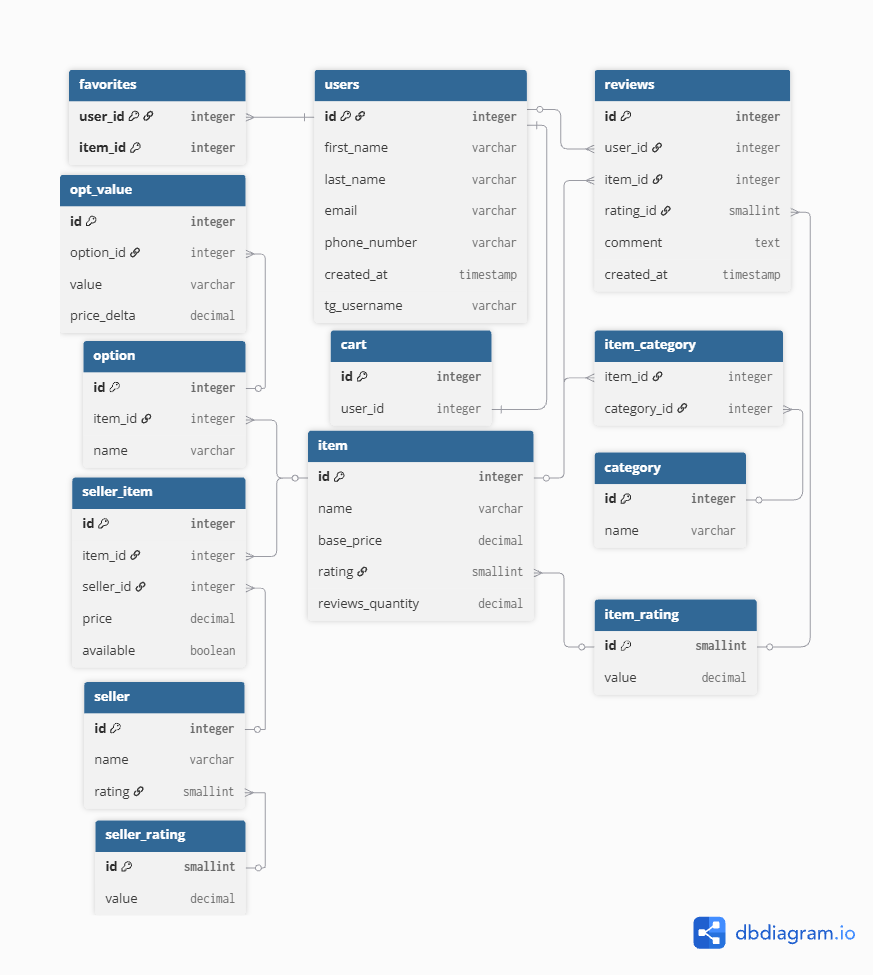 favorites
user_id integer
item_id integer
opt_value
id integer
option_id integer
value varchar
price_delta decimal
option
id integer
item_id integer
name varchar
seller_item
id integer
item_id integer
seller_id integer
price decimal
available boolean
seller
id integer
name varchar
rating smallint
seller_rating
id smallint
value decimal
users
id integer
first_name varchar
last_name varchar
email varchar
phone_number varchar
created_at timestamp
tg_username varchar
cart
id integer
user_id integer
item
id integer
name varchar
base_price decimal
rating smallint
reviews_quantity decimal
reviews
id integer
user_id integer
item_id integer
rating_id smallint
comment text
created_at timestamp
item_category
item_id integer
category_id integer
category
id integer
name varchar
item_rating
id smallint
value decimal
dbdiagram.io